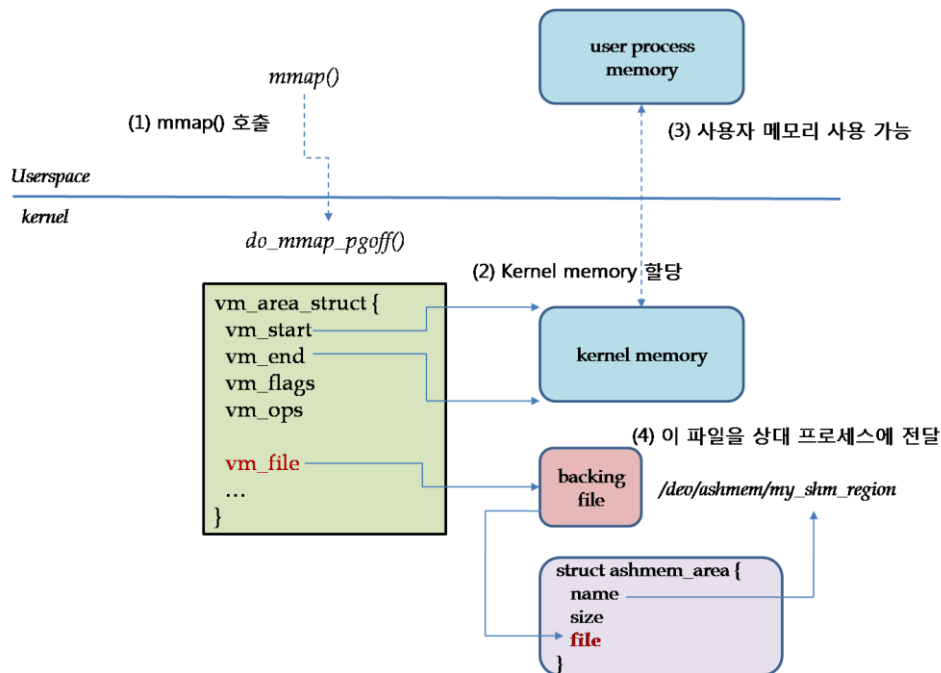 user process
memory
mmap()
(1) mmap() 호출
(3) 사용자 메모리 사용 가능
Userspace
kernel
do_mmap_pgoff()
(2) Kernel memory 할당
vm_area_struct {
vm_start
vm_end
vm_flags
vm_ops
vm_file
...
}
kernel memory
(4) 이 파일을 상대 프로세스에 전달
backing
file
/dev/ashmem/my_shm_region
struct ashmem_area {
name
size
file
}